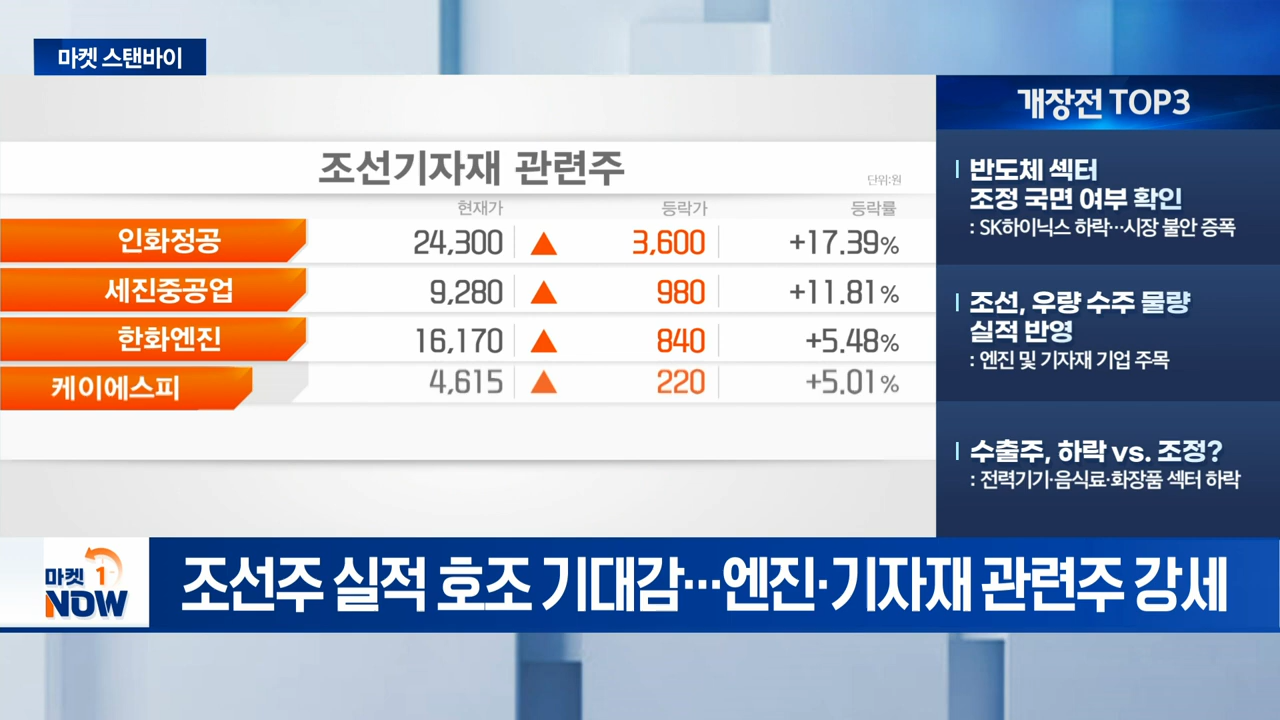 마켓 스탠바이
조선기자재 관련주
단위:원
현재가 등락가 등락률
인화정공 24,300 ▲ 3,600 +17.39%
세진중공업 9,280 ▲ 980 +11.81%
한화엔진 16,170 ▲ 840 +5.48%
케이에스피 4,615 ▲ 220 +5.01%
개장전 TOP3
반도체 섹터
조정 국면 여부 확인
: SK하이닉스 하락…시장 불안 증폭
조선, 우량 수주 물량
실적 반영
: 엔진 및 기자재 기업 주목
수출주, 하락 vs. 조정?
: 전력기기·음식료·화장품 섹터 하락
마켓 1
NOW
조선주 실적 호조 기대감…엔진·기자재 관련주 강세